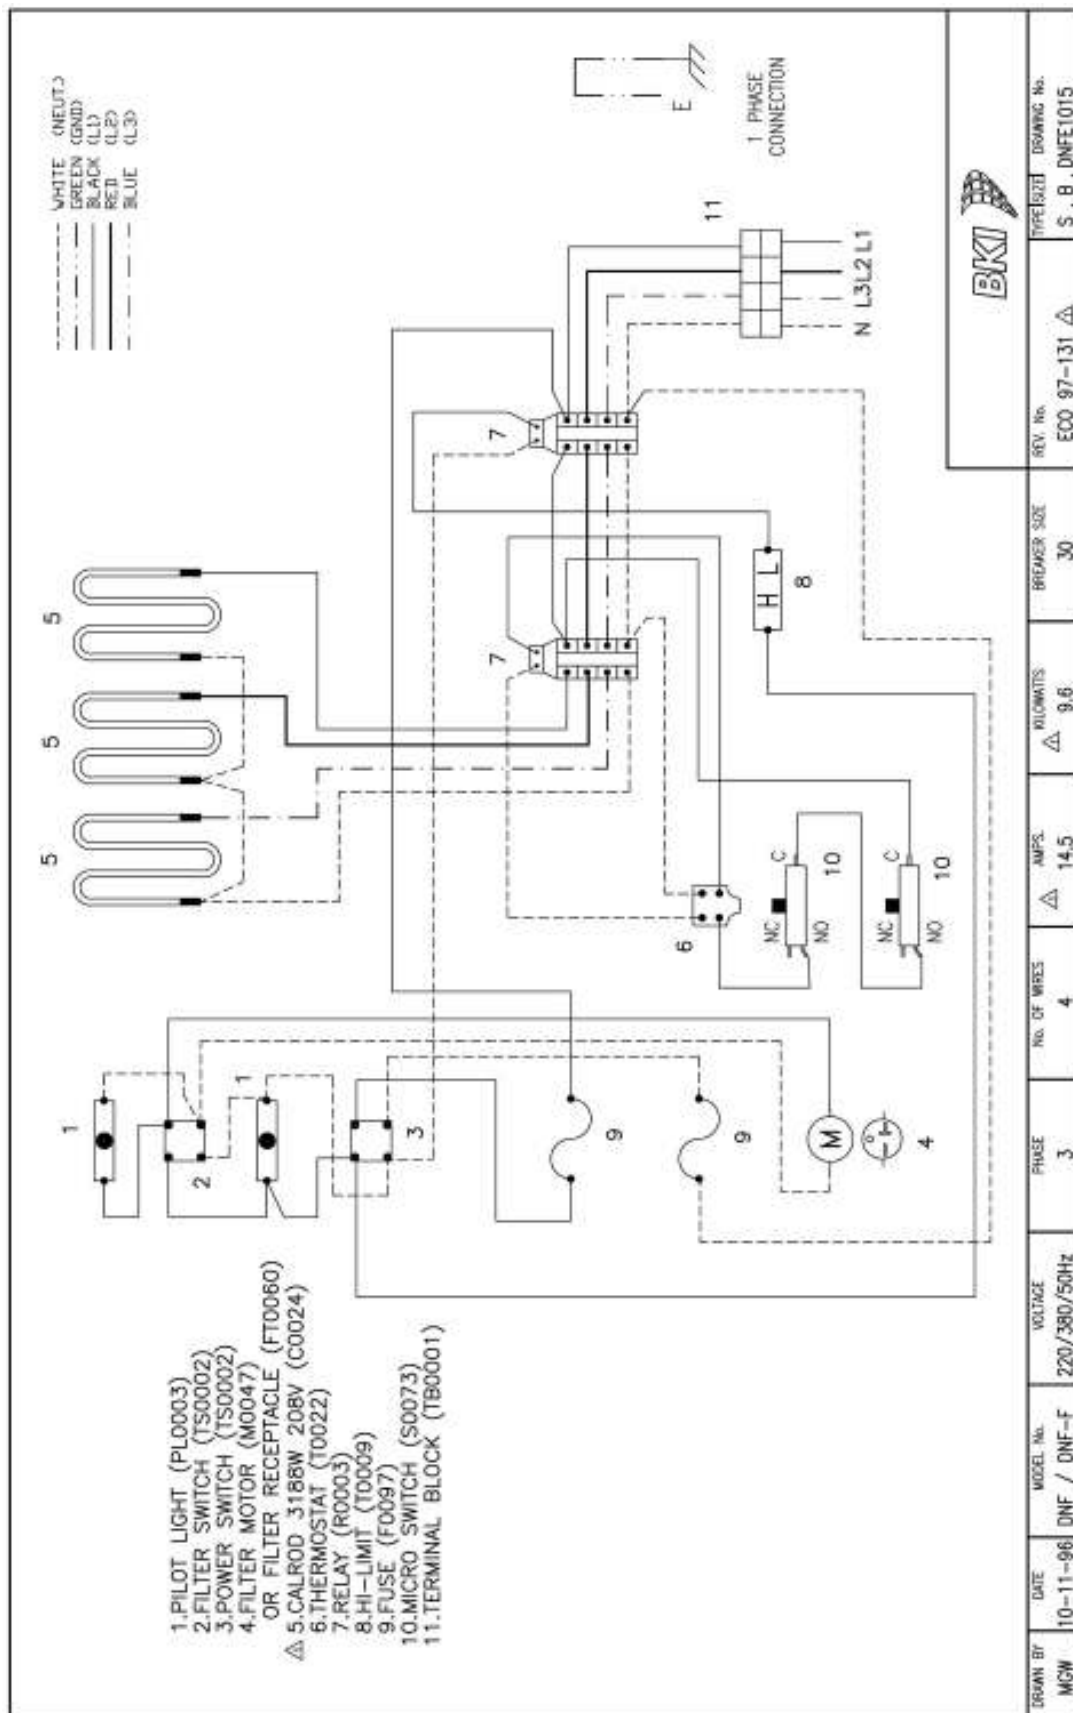 WHITE (NEUT.)
GREEN (GND)
BLACK (L1)
RED (L2)
BLUE (L3)
E
1 PHASE
CONNECTION
5
5
5
11
N L3 L2 L1
7
7
8
H L
6
NC C
NO
10
NC C
NO
10
1
2
1
3
9
9
M
4
1.PILOT LIGHT (PL0003)
2.FILTER SWITCH (TS0002)
3.POWER SWITCH (TS0002)
4.FILTER MOTOR (M0047)
OR FILTER RECEPTACLE (FT0060)
5.CALROD 3188W 208V (C0024)
6.THERMOSTAT (T0022)
7.RELAY (R0003)
8.HI-LIMIT (T0009)
9.FUSE (F0097)
10.MICRO SWITCH (S0073)
11.TERMINAL BLOCK (TB0001)
BKI
DRAWN BY DATE MODEL No. VOLTAGE PHASE No. OF WIRES AMPS. KILOWATTS BREAKER SIZE REV. No. TYPE SIZE DRAWING No.
MGW 10-11-96 DNF / DNF-F 220/380/50Hz 3 4 14.5 9.6 30 ECO 97-131 S . B . DNFE1015